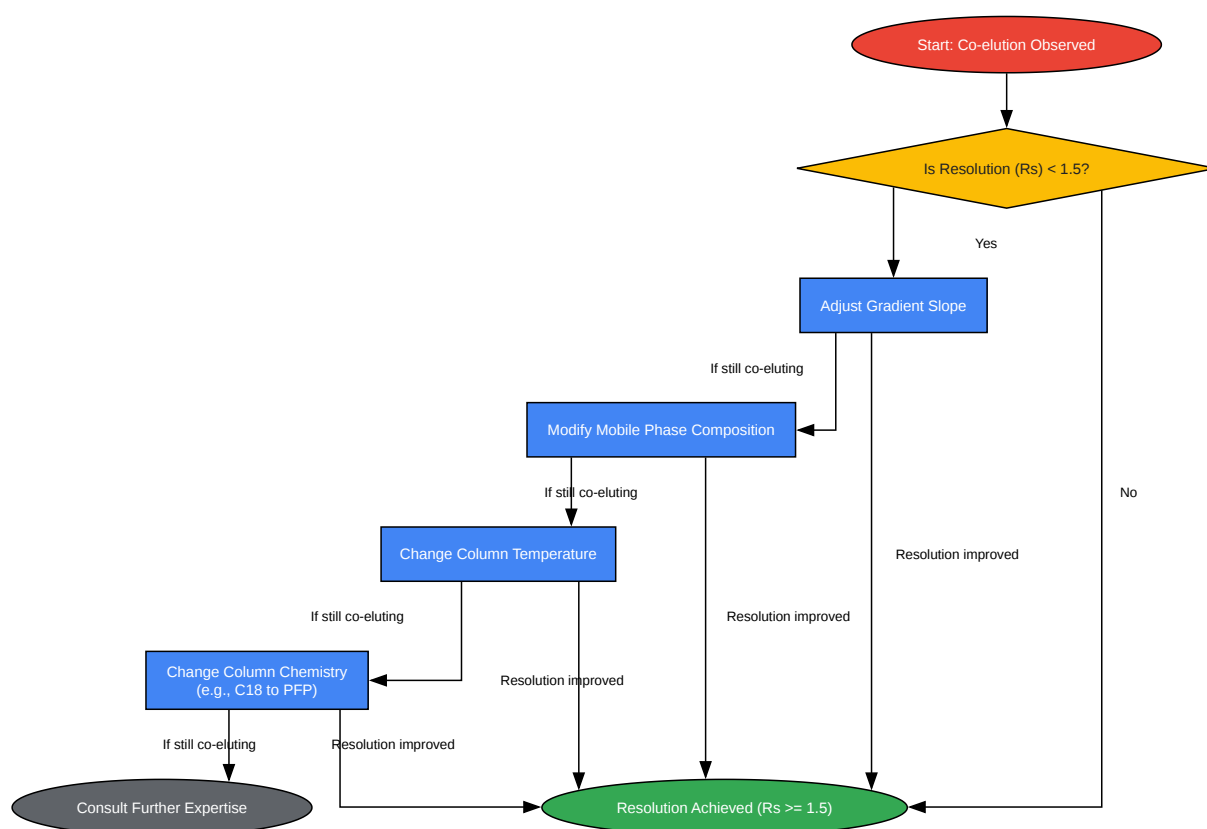 Start: Co-elution Observed
Is Resolution (Rs) < 1.5?
Yes
Adjust Gradient Slope
If still co-eluting
Modify Mobile Phase Composition
If still co-eluting
No
Change Column Temperature
Resolution improved
If still co-eluting
Resolution improved
Change Column Chemistry
(e.g., C18 to PFP)
Resolution improved
If still co-eluting
Resolution improved
Consult Further Expertise
Resolution Achieved (Rs >= 1.5)